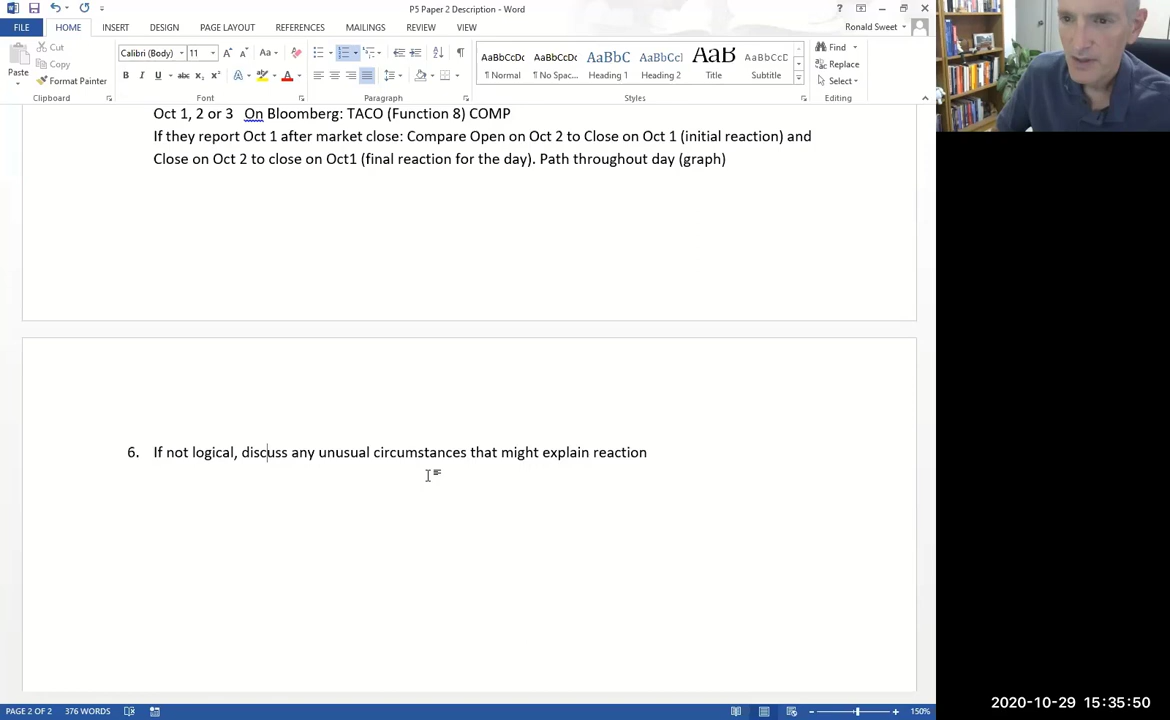 P5 Paper 2 Description - Word
Ronald Sweet
FILE HOME INSERT DESIGN PAGE LAYOUT REFERENCES MAILINGS REVIEW VIEW
Paste
Cut
Copy
Format Painter
Clipboard
Calibri (Body) 11
Font
Paragraph
AaBbCcDc AaBbCcDc AaBbC AaBbCcl AaB AaBbCcC
¶ Normal ¶ No Spac... Heading 1 Heading 2 Title Subtitle
Styles
Find
Replace
Select
Editing
Oct 1, 2 or 3 On Bloomberg: TACO (Function 8) COMP
If they report Oct 1 after market close: Compare Open on Oct 2 to Close on Oct 1 (initial reaction) and
Close on Oct 2 to close on Oct1 (final reaction for the day). Path throughout day (graph)
6. If not logical, discuss any unusual circumstances that might explain reaction
PAGE 2 OF 2 376 WORDS
150%
2020-10-29 15:35:50